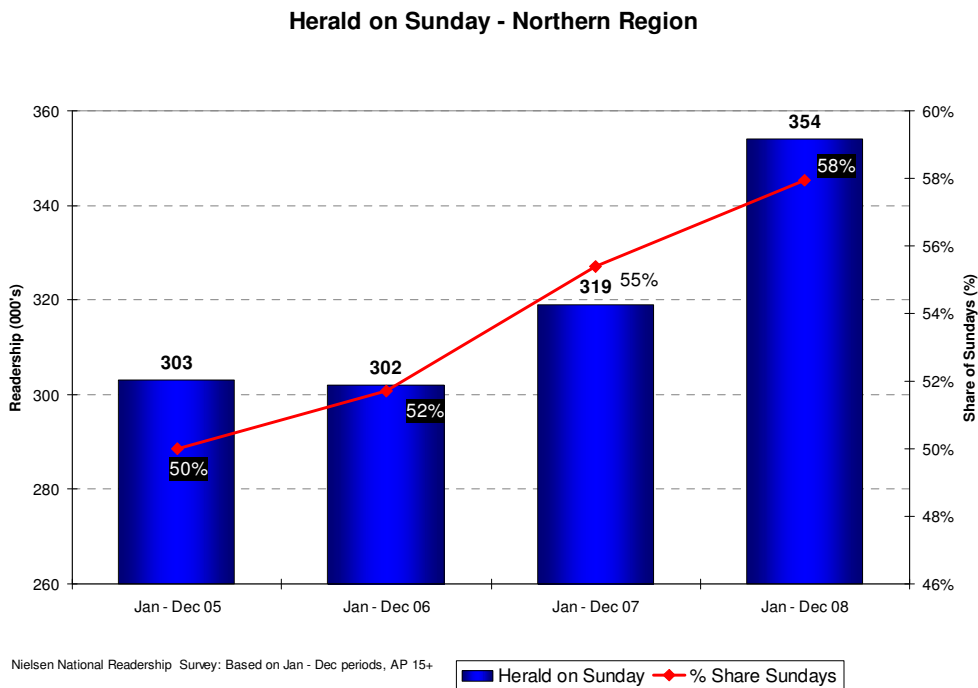 Herald on Sunday - Northern Region
360
340
320
300
280
260
Readership (000's)
60%
58%
56%
54%
52%
50%
48%
46%
Share of Sundays (%)
303
302
319
354
50%
52%
55%
58%
Jan - Dec 05
Jan - Dec 06
Jan - Dec 07
Jan - Dec 08
Nielsen National Readership Survey: Based on Jan - Dec periods, AP 15+
Herald on Sunday
% Share Sundays